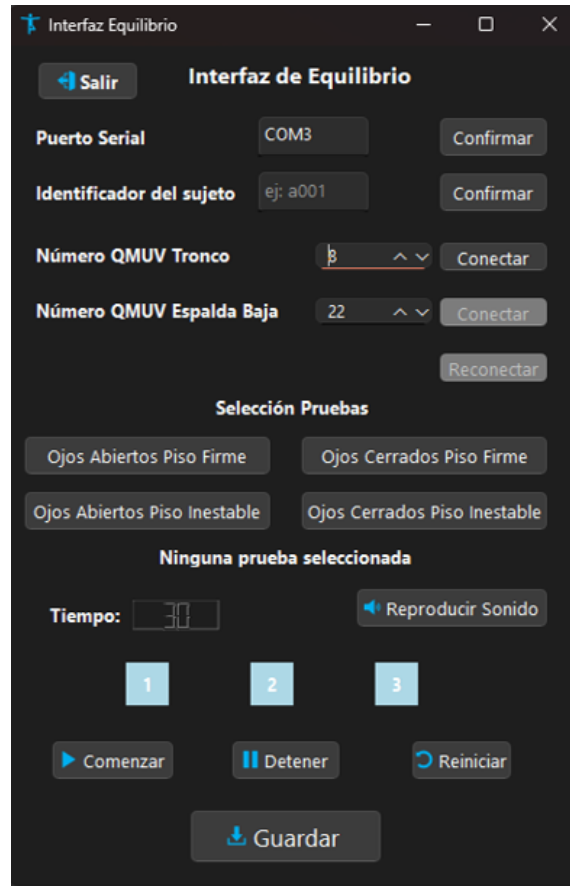 Interfaz Equilibrio
Salir
Interfaz de Equilibrio
Puerto Serial COM3 Confirmar
Identificador del sujeto ej: a001 Confirmar
Número QMUV Tronco 8 Conectar
Número QMUV Espalda Baja 22 Conectar
Reconectar
Selección Pruebas
Ojos Abiertos Piso Firme Ojos Cerrados Piso Firme
Ojos Abiertos Piso Inestable Ojos Cerrados Piso Inestable
Ninguna prueba seleccionada
Tiempo: 30 Reproducir Sonido
1 2 3
Comenzar Detener Reiniciar
Guardar